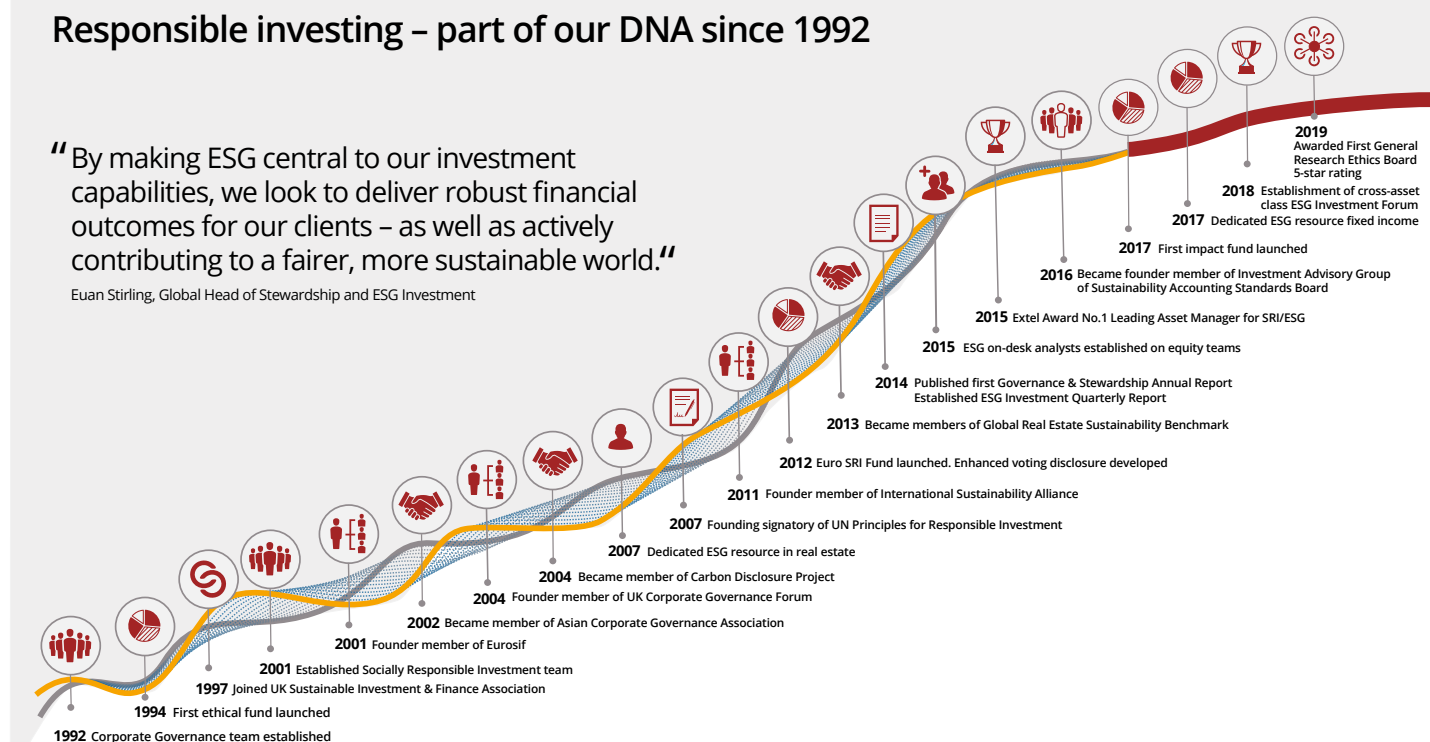 Responsible investing – part of our DNA since 1992
“By making ESG central to our investment
capabilities, we look to deliver robust financial
outcomes for our clients – as well as actively
contributing to a fairer, more sustainable world.“
Euan Stirling, Global Head of Stewardship and ESG Investment
2019
Awarded First General
Research Ethics Board
5-star rating
2018 Establishment of cross-asset
class ESG Investment Forum
2017 Dedicated ESG resource fixed income
2017 First impact fund launched
2016 Became founder member of Investment Advisory Group
of Sustainability Accounting Standards Board
2015 Extel Award No.1 Leading Asset Manager for SRI/ESG
2015 ESG on-desk analysts established on equity teams
2014 Published first Governance & Stewardship Annual Report
Established ESG Investment Quarterly Report
2013 Became members of Global Real Estate Sustainability Benchmark
2012 Euro SRI Fund launched. Enhanced voting disclosure developed
2011 Founder member of International Sustainability Alliance
2007 Founding signatory of UN Principles for Responsible Investment
2007 Dedicated ESG resource in real estate
2004 Became member of Carbon Disclosure Project
2004 Founder member of UK Corporate Governance Forum
2002 Became member of Asian Corporate Governance Association
2001 Founder member of Eurosif
2001 Established Socially Responsible Investment team
1997 Joined UK Sustainable Investment & Finance Association
1994 First ethical fund launched
1992 Corporate Governance team established